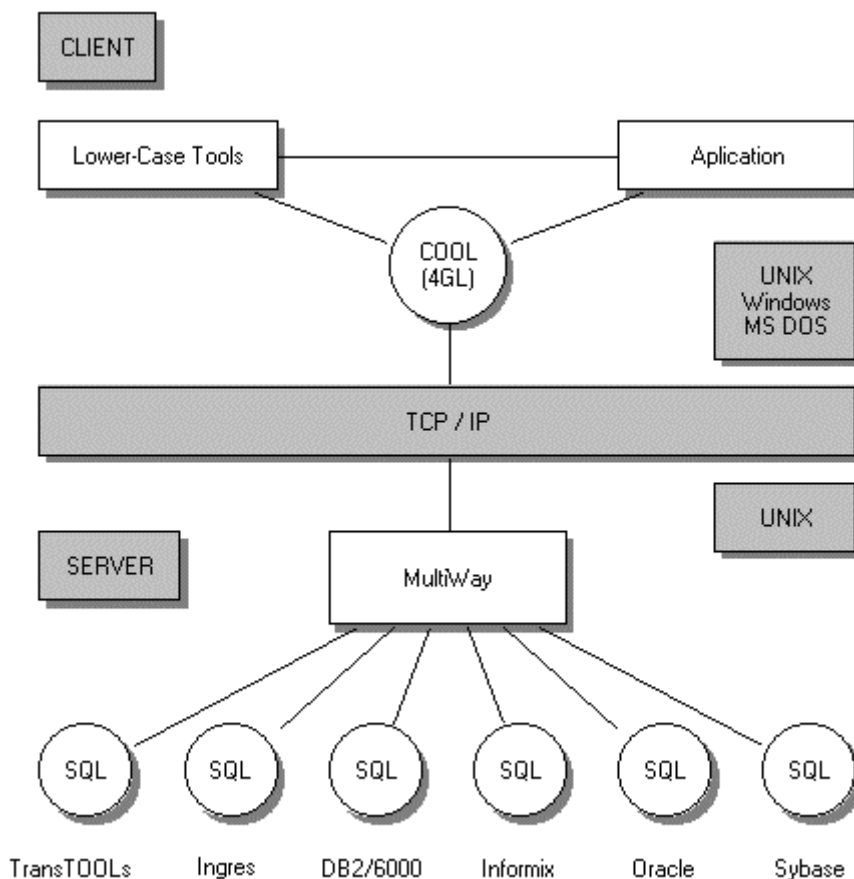 CLIENT
Lower-Case Tools
Aplication
COOL
(4GL)
UNIX
Windows
MS DOS
TCP / IP
UNIX
SERVER
MultiWay
SQL SQL SQL SQL SQL SQL
TransTOOLs Ingres DB2/6000 Informix Oracle Sybase